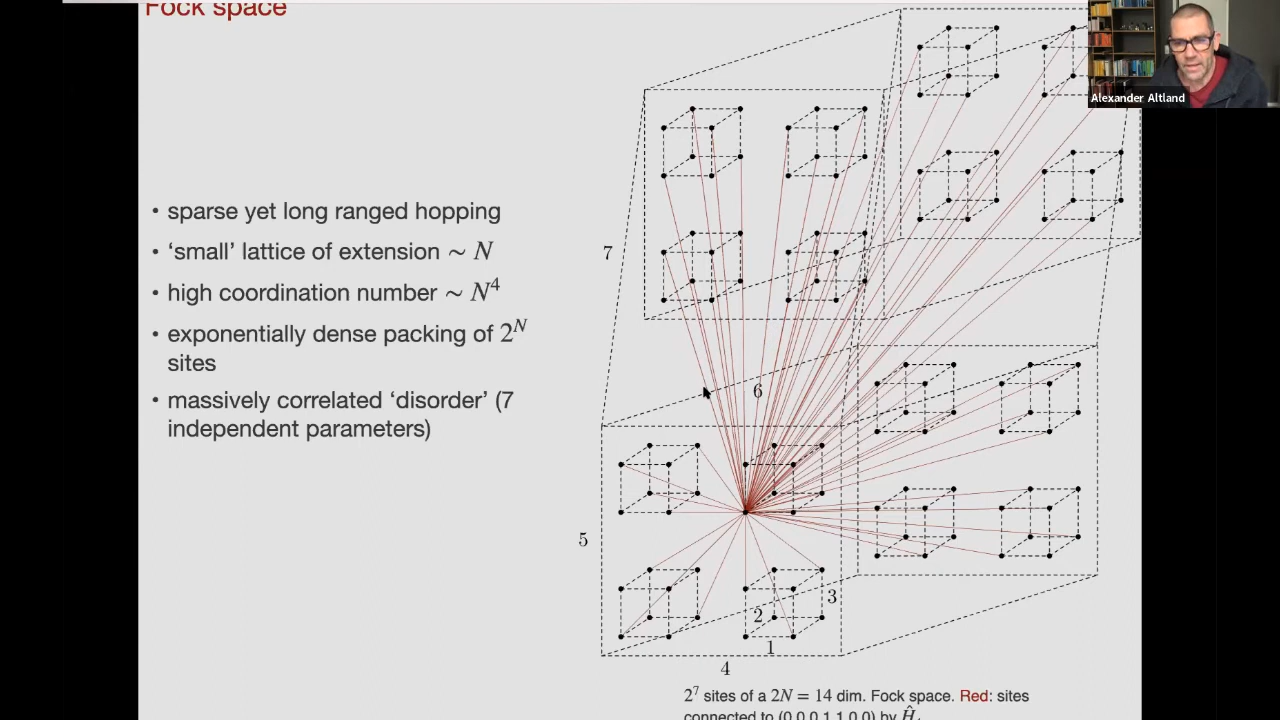 Fock space
Alexander Altland
• sparse yet long ranged hopping
• ‘small’ lattice of extension ∼ N
• high coordination number ∼ N⁴
• exponentially dense packing of 2ᴺ
sites
• massively correlated ‘disorder’ (7
independent parameters)
7
6
5
3
2
1
4
2⁷ sites of a 2N = 14 dim. Fock space. Red: sites
connected to (0,0,0,1,1,0,0) by Ĥ